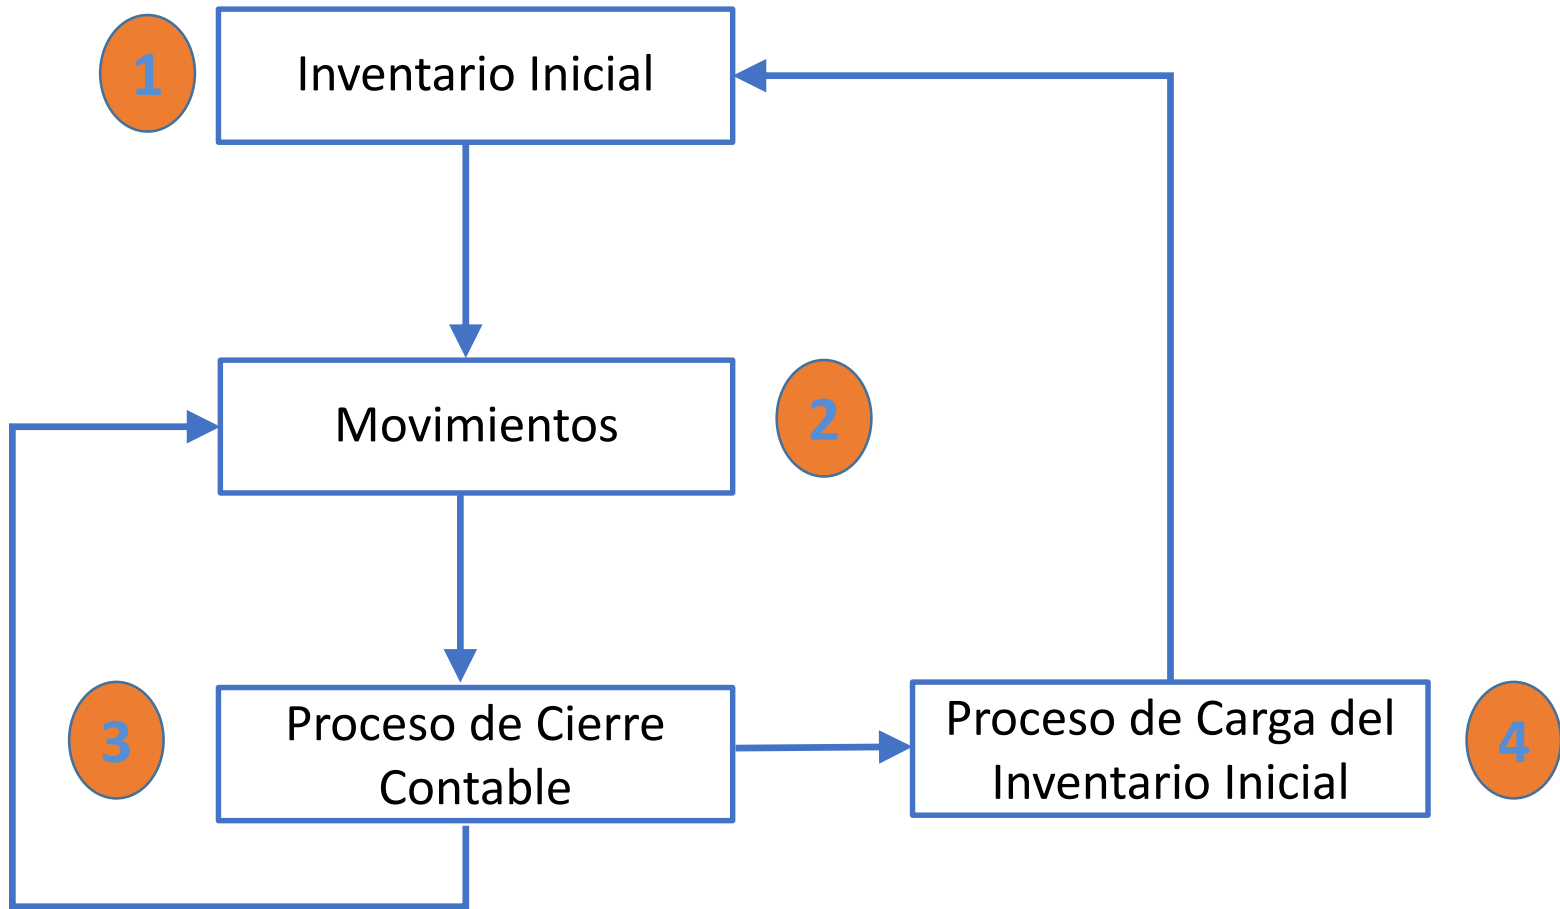 1
Inventario Inicial
Movimientos
2
3
Proceso de Cierre
Contable
Proceso de Carga del
Inventario Inicial
4